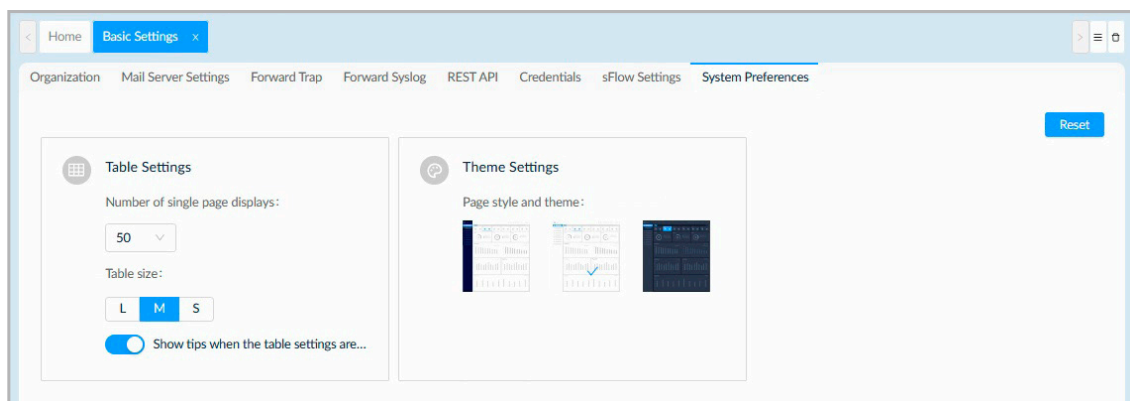 Home Basic Settings x
Organization Mail Server Settings Forward Trap Forward Syslog REST API Credentials sFlow Settings System Preferences
Reset
Table Settings
Number of single page displays:
50
Table size:
L M S
Show tips when the table settings are...
Theme Settings
Page style and theme: